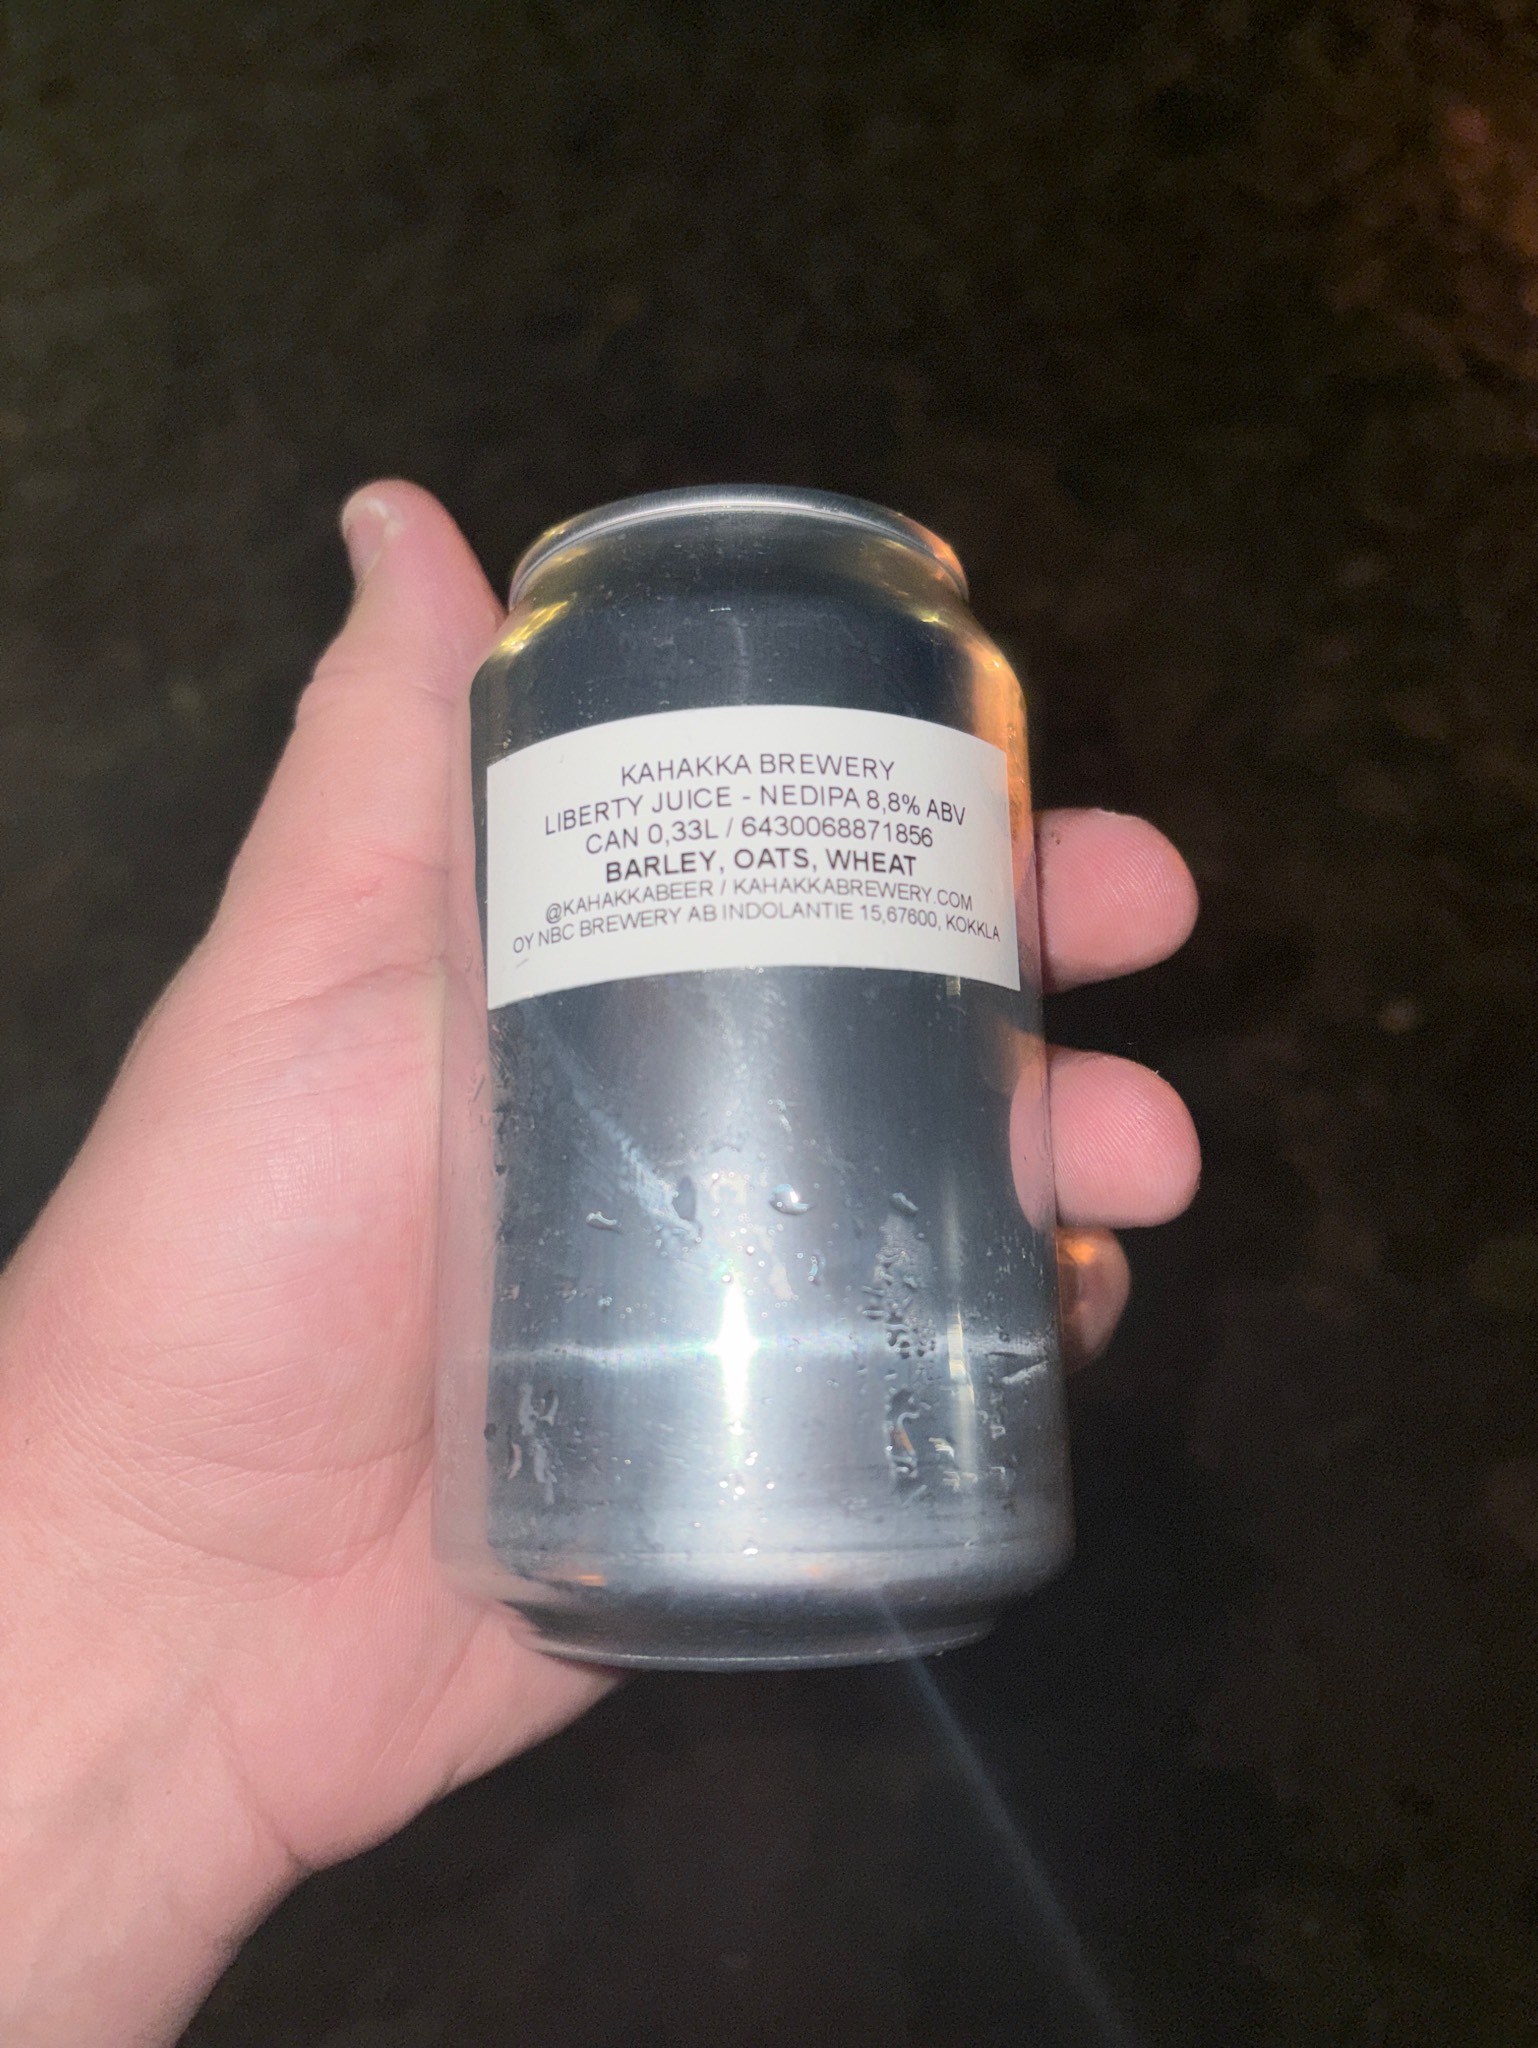 KAHAKKA BREWERY
LIBERTY JUICE - NEDIPA 8,8% ABV
CAN 0,33L / 6430068871856
BARLEY, OATS, WHEAT
@KAHAKKABEER / KAHAKKABREWERY.COM
OY NBC BREWERY AB INDOLANTIE 15,67600, KOKKLA